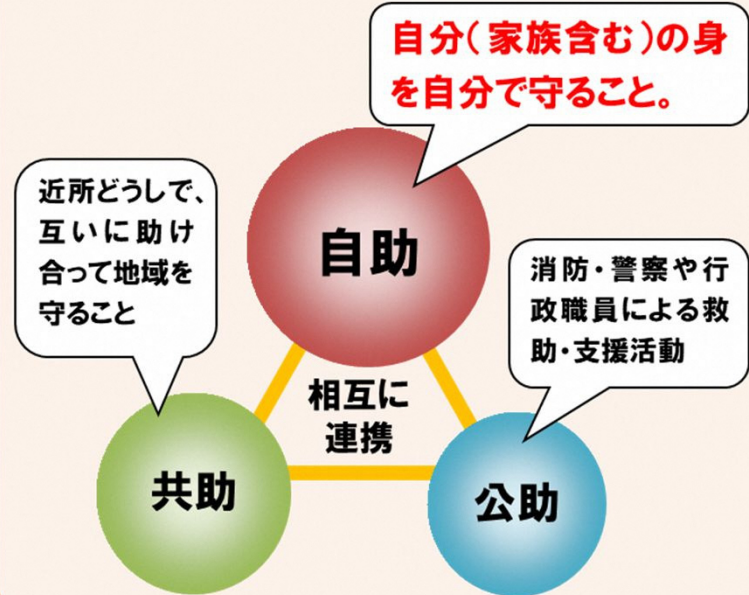 自分(家族含む)の身
を自分で守ること。
自助
近所どうしで、
互いに助け
合って地域を
守ること
消防・警察や行
政職員による救
助・支援活動
相互に
連携
共助
公助